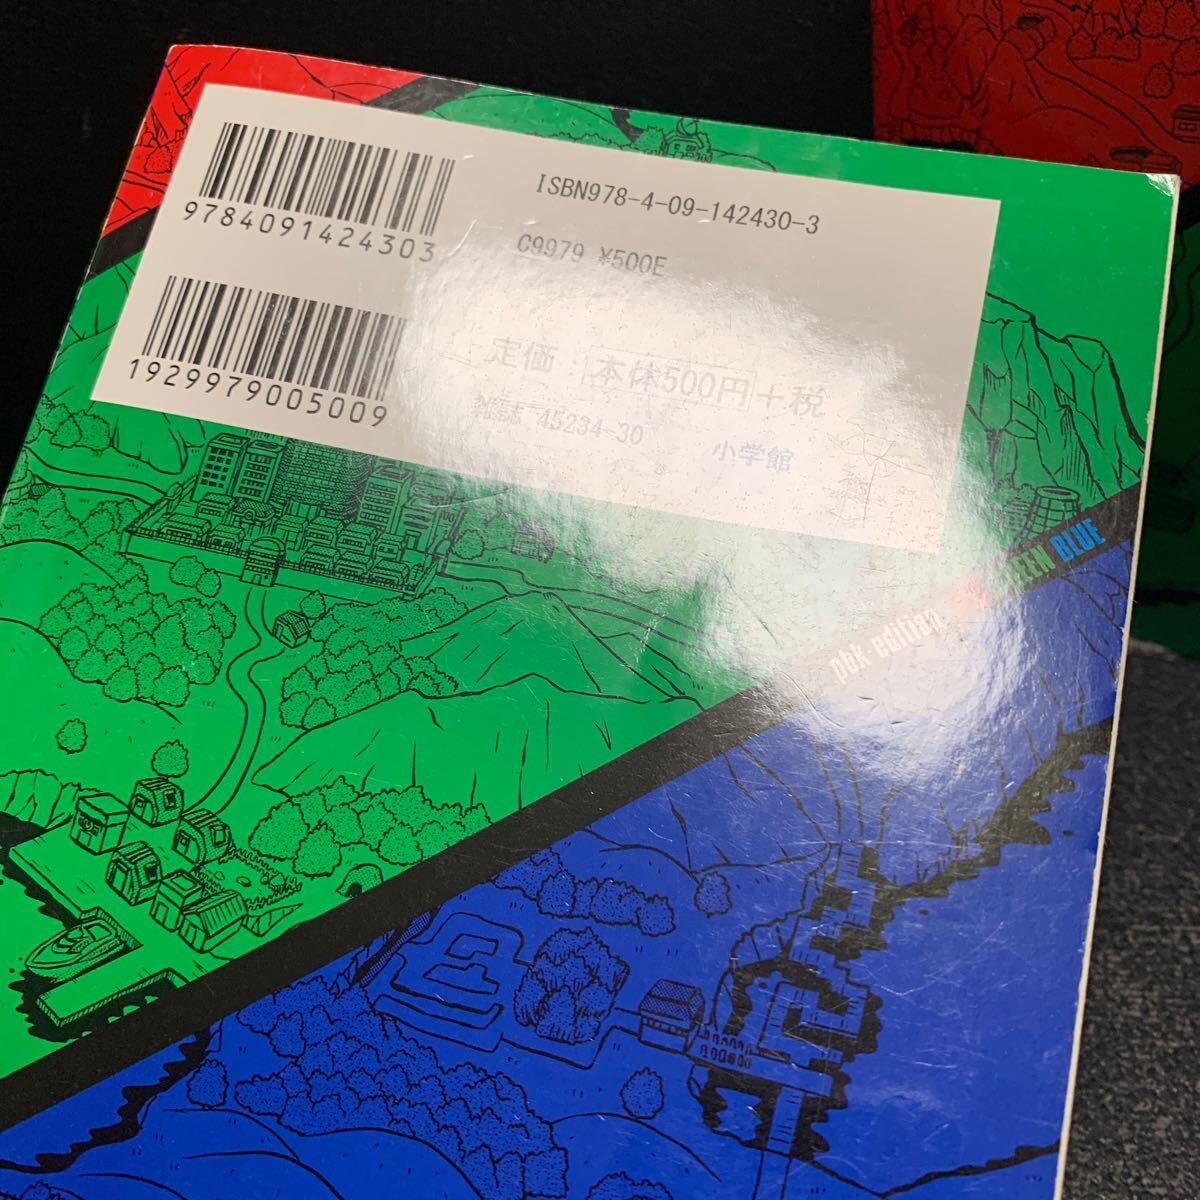 9784091424303
ISBN978-4-09-142430-3
C9979 ¥500E
1929979005009
定価：本体500円＋税
雑誌 45234-30
小学館
pbk-edition RED GREEN BLUE